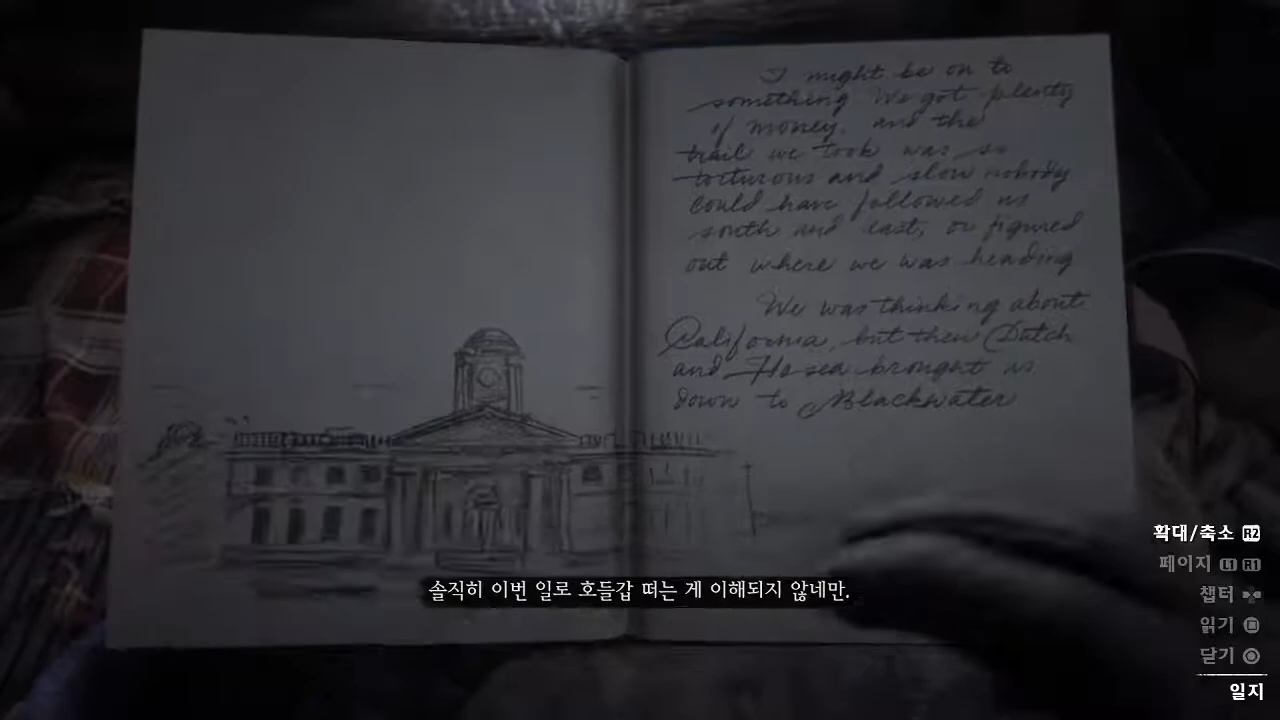 I might be on to
something We got plenty
of money, and the
trail we took was so
torturous and slow nobody
could have followed us
south and east, or figured
out where we was heading
We was thinking about
California, but then Dutch
and Hosea brought us
down to Blackwater
솔직히 이번 일로 호들갑 떠는 게 이해되지 않네만.
확대/축소 R2
페이지 L1 R1
챕터
읽기
닫기
일지